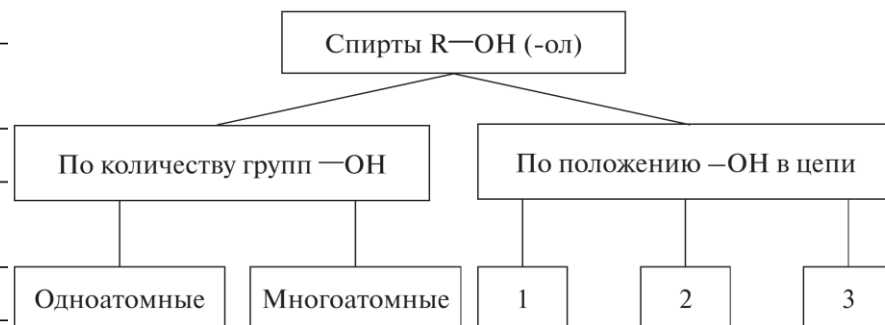 Спирты R—OH (-ол)
По количеству групп —OH
По положению –OH в цепи
Одноатомные
Многоатомные
1
2
3